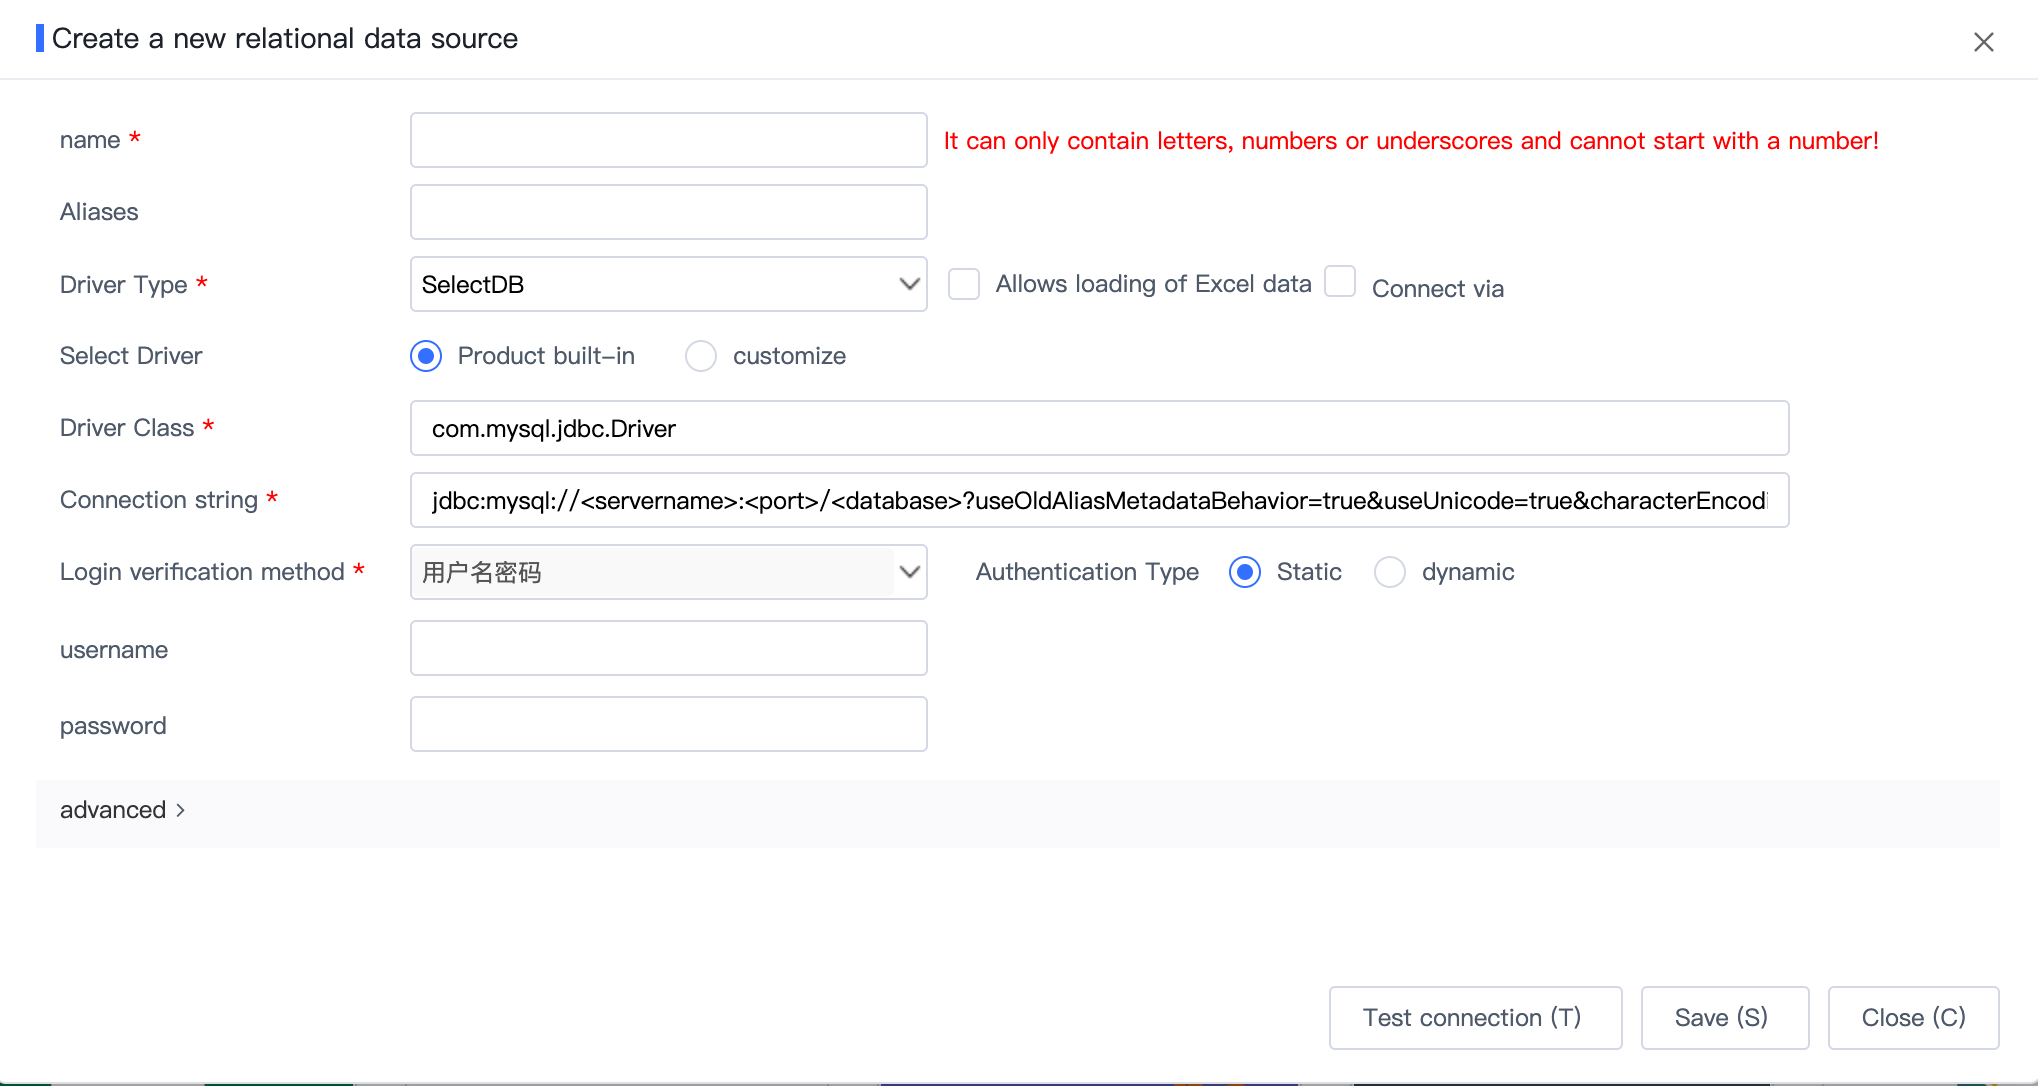 Create a new relational data source
name *
It can only contain letters, numbers or underscores and cannot start with a number!
Aliases
Driver Type *
SelectDB
Allows loading of Excel data
Connect via
Select Driver
Product built-in
customize
Driver Class *
com.mysql.jdbc.Driver
Connection string *
jdbc:mysql://<servername>:<port>/<database>?useOldAliasMetadataBehavior=true&useUnicode=true&characterEncodi
Login verification method *
用户名密码
Authentication Type
Static
dynamic
username
password
advanced >
Test connection (T)
Save (S)
Close (C)